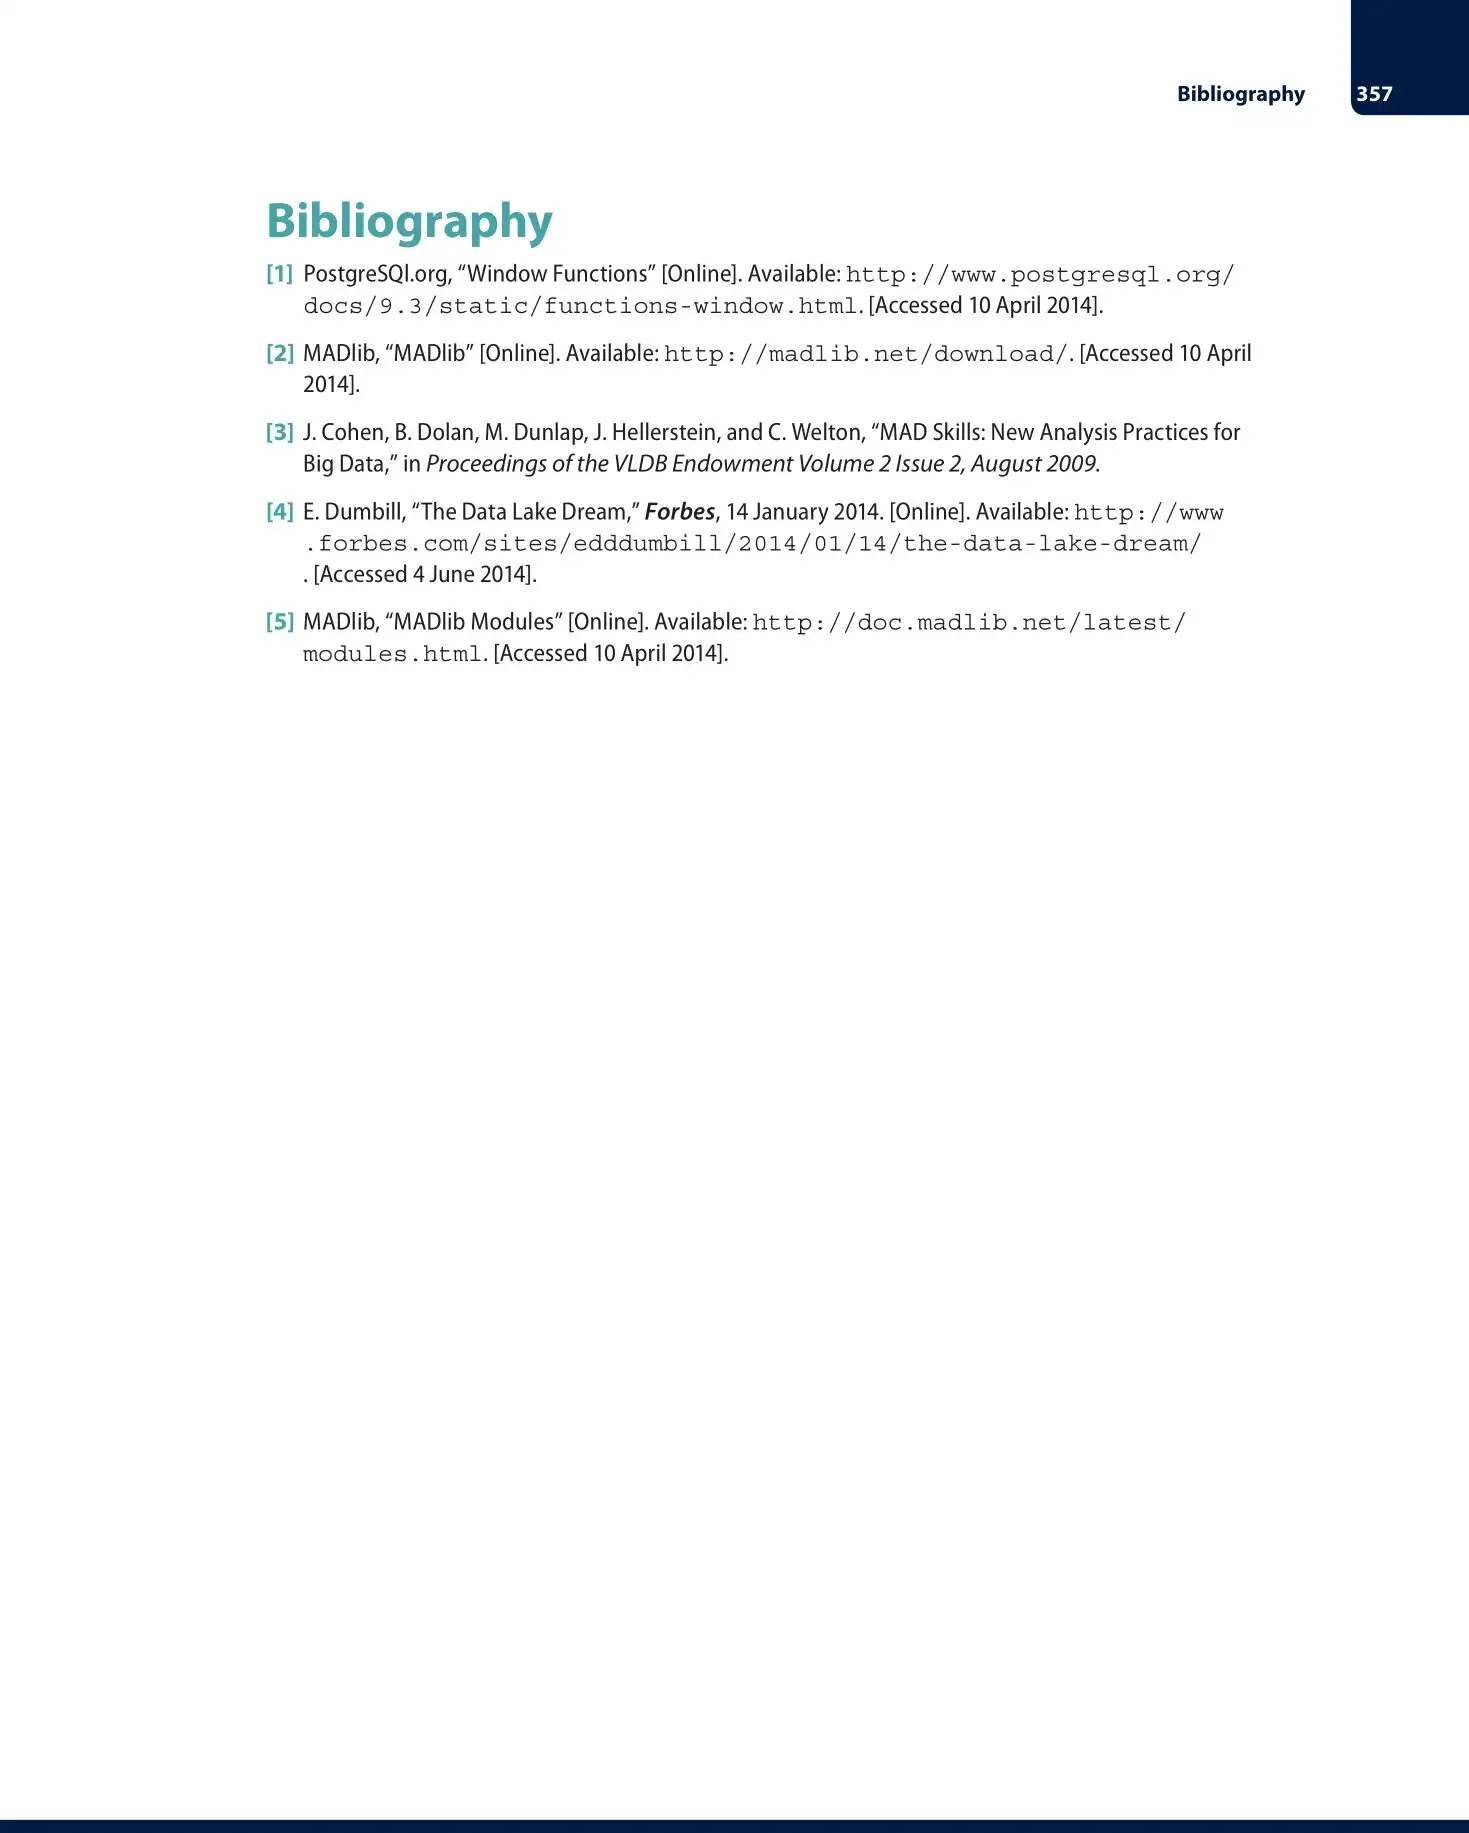 Bibliography 357
Bibliography
[1] PostgreSQl.org, “Window Functions” [Online]. Available: http://www.postgresql.org/
docs/9.3/static/functions-window.html. [Accessed 10 April 2014].
[2] MADlib, “MADlib” [Online]. Available: http://madlib.net/download/. [Accessed 10 April
2014].
[3] J. Cohen, B. Dolan, M. Dunlap, J. Hellerstein, and C. Welton, “MAD Skills: New Analysis Practices for
Big Data,” in Proceedings of the VLDB Endowment Volume 2 Issue 2, August 2009.
[4] E. Dumbill, “The Data Lake Dream,” Forbes, 14 January 2014. [Online]. Available: http://www
.forbes.com/sites/edddumbill/2014/01/14/the-data-lake-dream/
. [Accessed 4 June 2014].
[5] MADlib, “MADlib Modules” [Online]. Available: http://doc.madlib.net/latest/
modules.html. [Accessed 10 April 2014].